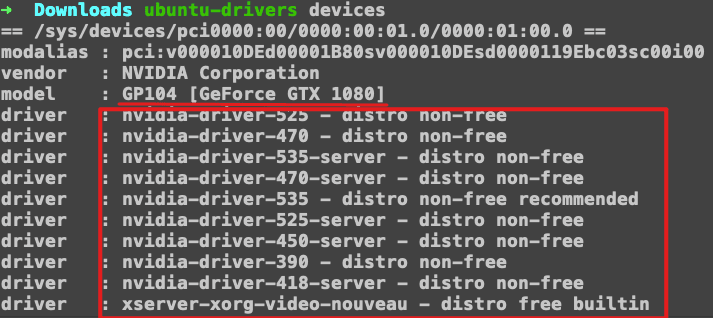 ➜ Downloads ubuntu-drivers devices
== /sys/devices/pci0000:00/0000:00:01.0/0000:01:00.0 ==
modalias : pci:v000010DEd00001B80sv000010DEsd0000119Ebc03sc00i00
vendor : NVIDIA Corporation
model : GP104 [GeForce GTX 1080]
driver : nvidia-driver-525 - distro non-free
driver : nvidia-driver-470 - distro non-free
driver : nvidia-driver-535-server - distro non-free
driver : nvidia-driver-470-server - distro non-free
driver : nvidia-driver-535 - distro non-free recommended
driver : nvidia-driver-525-server - distro non-free
driver : nvidia-driver-450-server - distro non-free
driver : nvidia-driver-390 - distro non-free
driver : nvidia-driver-418-server - distro non-free
driver : xserver-xorg-video-nouveau - distro free builtin